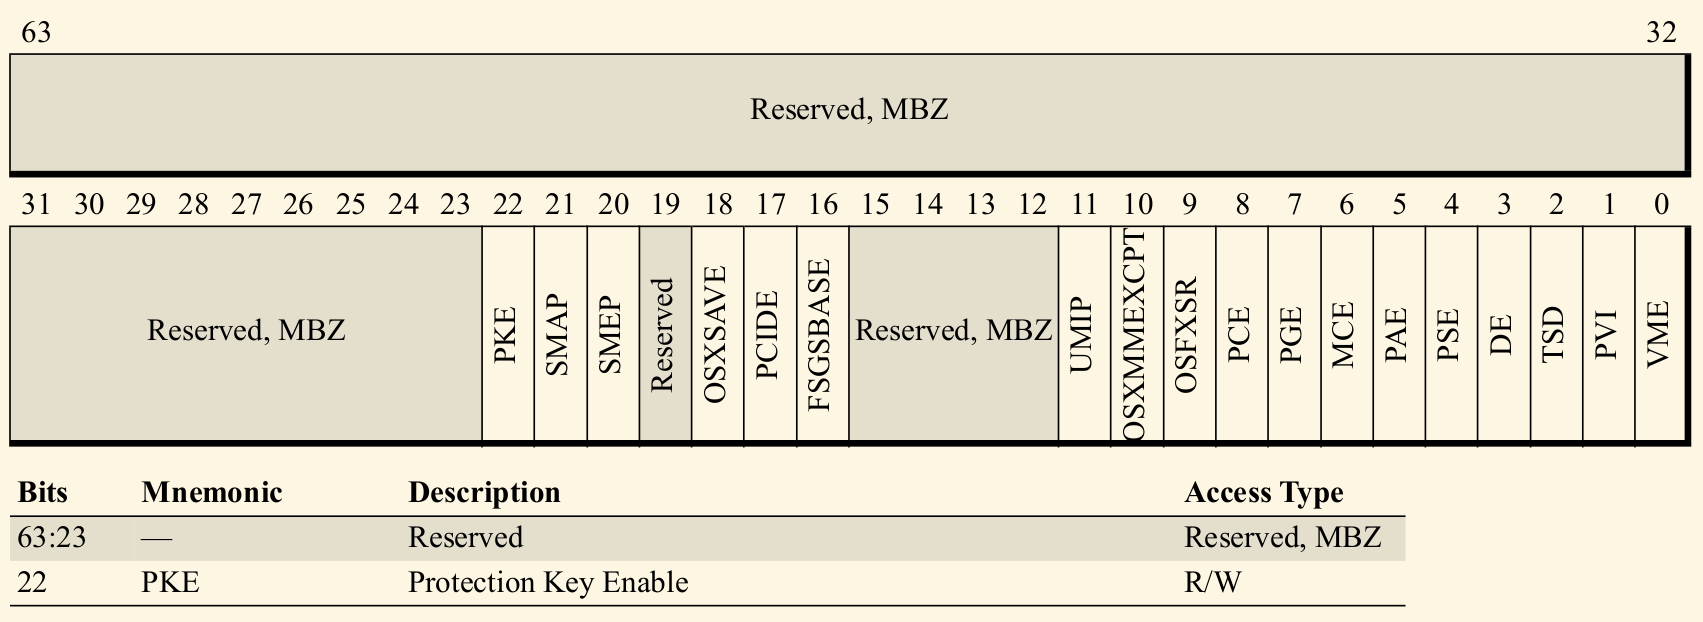 63 32
Reserved, MBZ
31 30 29 28 27 26 25 24 23 22 21 20 19 18 17 16 15 14 13 12 11 10 9 8 7 6 5 4 3 2 1 0
Reserved, MBZ PKE SMAP SMEP Reserved OSXSAVE PCIDE FSGSBASE Reserved, MBZ UMIP OSXMMEXCPT OSFXSR PCE PGE MCE PAE PSE DE TSD PVI VME
Bits Mnemonic Description Access Type
63:23 — Reserved Reserved, MBZ
22 PKE Protection Key Enable R/W